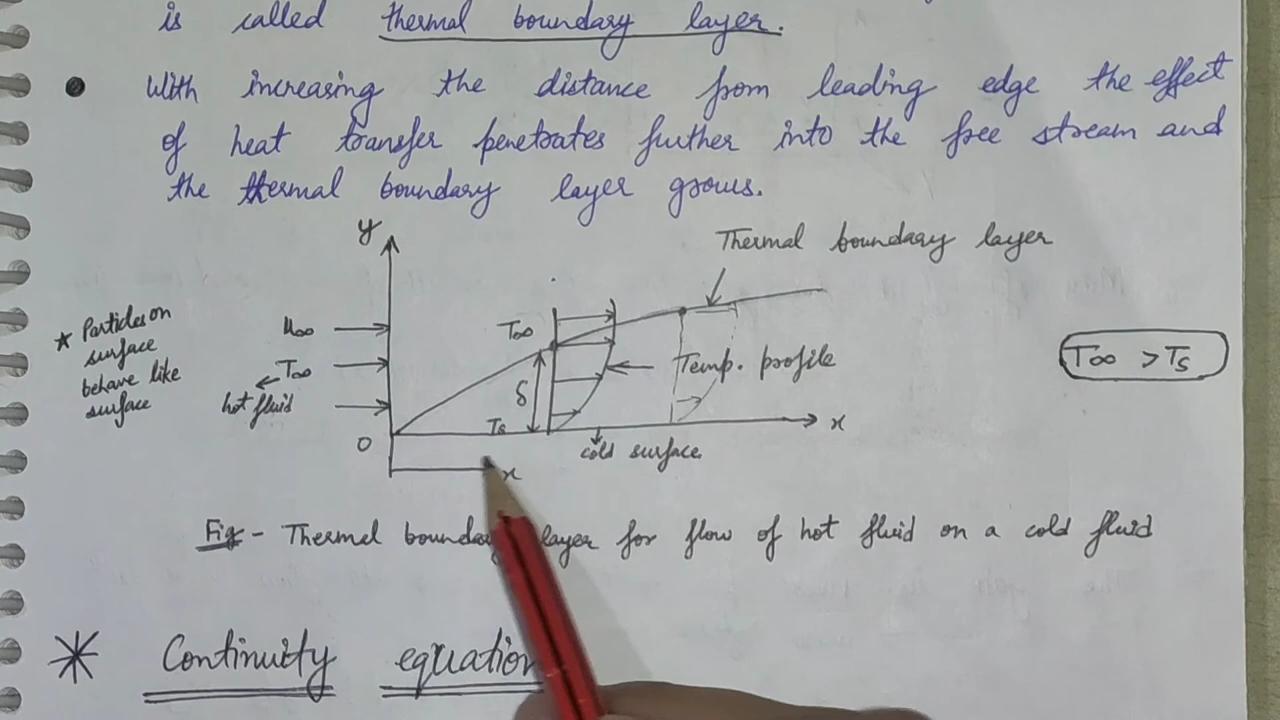 is called thermal boundary layer.
With increasing the distance from leading edge the effect
of heat transfer penetrates further into the free stream and
the thermal boundary layer grows.
y
Thermal boundary layer
* Particles on
surface
behave like
surface
U∞
T∞
hot fluid
T∞
δ
Ts
Temp. profile
T∞ > Ts
O
x
cold surface
x
Fig - Thermal boundary layer for flow of hot fluid on a cold fluid
* Continuity equation